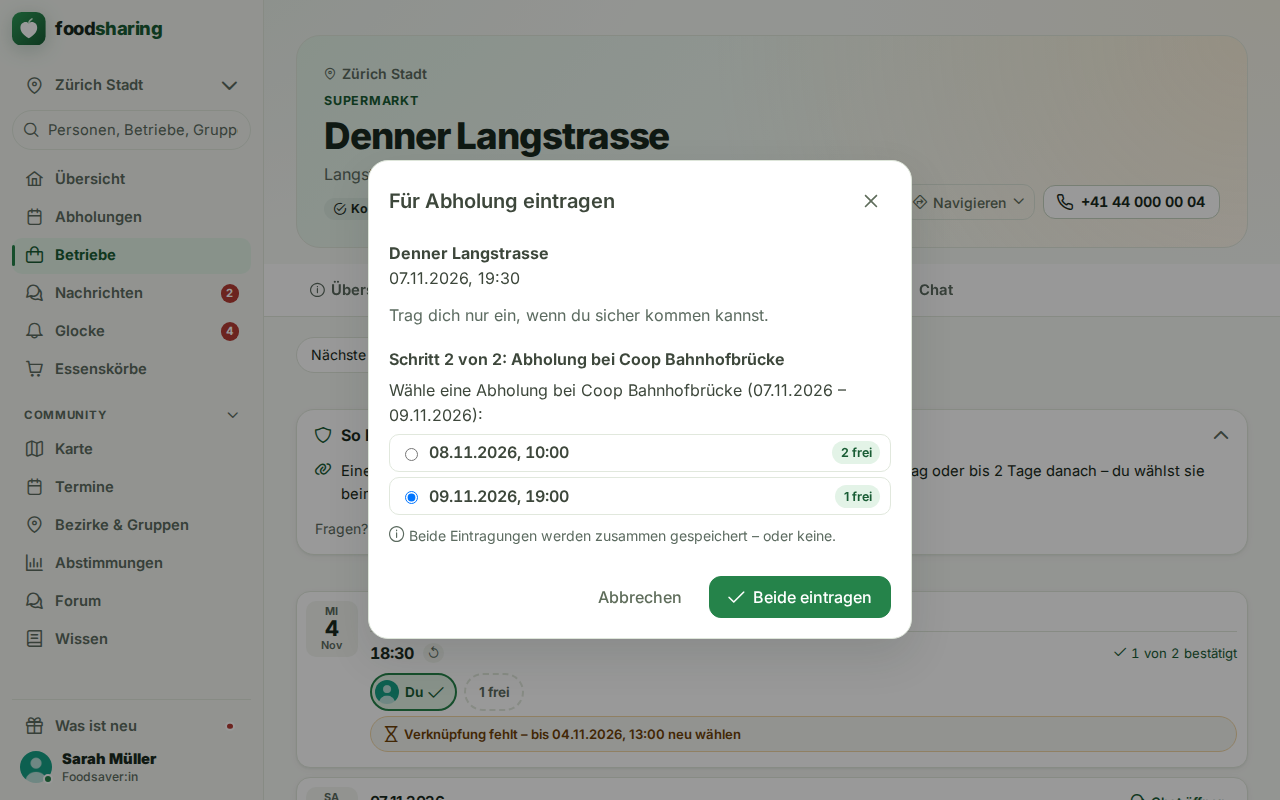 foodsharing
Zürich Stadt
Personen, Betriebe, Grupp
Übersicht
Abholungen
Betriebe
Nachrichten 2
Glocke 4
Essenskörbe
COMMUNITY
Karte
Termine
Bezirke & Gruppen
Abstimmungen
Forum
Wissen
Was ist neu
Sarah Müller
Foodsaver:in
Zürich Stadt
SUPERMARKT
Denner Langstrasse
Langs
Navigieren
+41 44 000 00 04
Chat
Nächste
Fragen?
ag oder bis 2 Tage danach – du wählst sie
Für Abholung eintragen
Denner Langstrasse
07.11.2026, 19:30
Trag dich nur ein, wenn du sicher kommen kannst.
Schritt 2 von 2: Abholung bei Coop Bahnhofbrücke
Wähle eine Abholung bei Coop Bahnhofbrücke (07.11.2026 –
09.11.2026):
08.11.2026, 10:00 2 frei
09.11.2026, 19:00 1 frei
Beide Eintragungen werden zusammen gespeichert – oder keine.
Abbrechen
Beide eintragen
MI
4
Nov
18:30
1 von 2 bestätigt
Du
1 frei
Verknüpfung fehlt – bis 04.11.2026, 13:00 neu wählen
SA